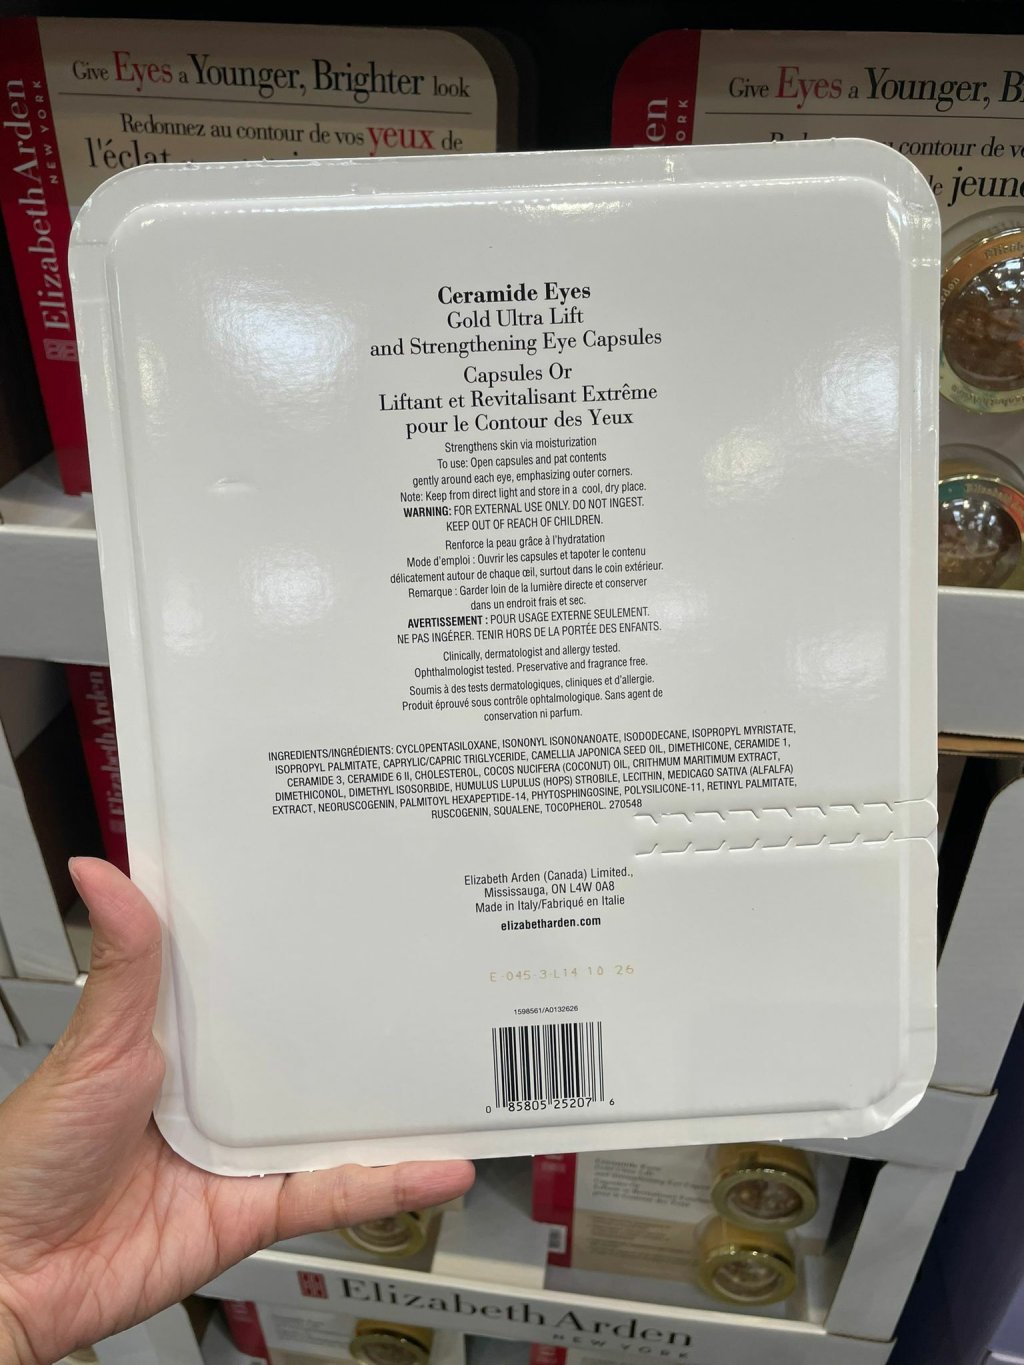 Give Eyes a Younger, Brighter look
Redonnez au contour de vos yeux de
l'éclat
Elizabeth Arden
NEW YORK
Give Eyes a Younger,
contour de
jeun
Ceramide Eyes
Gold Ultra Lift
and Strengthening Eye Capsules
Capsules Or
Liftant et Revitalisant Extrême
pour le Contour des Yeux
Strengthens skin via moisturization
To use: Open capsules and pat contents
gently around each eye, emphasizing outer corners.
Note: Keep from direct light and store in a cool, dry place.
WARNING: FOR EXTERNAL USE ONLY. DO NOT INGEST.
KEEP OUT OF REACH OF CHILDREN.
Renforce la peau grâce à l'hydratation
Mode d'emploi : Ouvrir les capsules et tapoter le contenu
délicatement autour de chaque œil, surtout dans le coin extérieur.
Remarque : Garder loin de la lumière directe et conserver
dans un endroit frais et sec.
AVERTISSEMENT : POUR USAGE EXTERNE SEULEMENT.
NE PAS INGÉRER. TENIR HORS DE LA PORTÉE DES ENFANTS.
Clinically, dermatologist and allergy tested.
Ophthalmologist tested. Preservative and fragrance free.
Soumis à des tests dermatologiques, cliniques et d'allergie.
Produit éprouvé sous contrôle ophtalmologique. Sans agent de
conservation ni parfum.
INGREDIENTS/INGRÉDIENTS: CYCLOPENTASILOXANE, ISONONYL ISONONANOATE, ISODODECANE, ISOPROPYL MYRISTATE,
ISOPROPYL PALMITATE, CAPRYLIC/CAPRIC TRIGLYCERIDE, CAMELLIA JAPONICA SEED OIL, DIMETHICONE, CERAMIDE 1,
CERAMIDE 3, CERAMIDE 6 II, CHOLESTEROL, COCOS NUCIFERA (COCONUT) OIL, CRITHMUM MARITIMUM EXTRACT,
DIMETHICONOL, DIMETHYL ISOSORBIDE, HUMULUS LUPULUS (HOPS) STROBILE, LECITHIN, MEDICAGO SATIVA (ALFALFA)
EXTRACT, NEORUSCOGENIN, PALMITOYL HEXAPEPTIDE-14, PHYTOSPHINGOSINE, POLYSILICONE-11, RETINYL PALMITATE,
RUSCOGENIN, SQUALENE, TOCOPHEROL. 270548
Elizabeth Arden (Canada) Limited.,
Mississauga, ON L4W 0A8
Made in Italy/Fabriqué en Italie
elizabetharden.com
E-045 3-L14 10 26
1598561/A0132626
0 85805 25207 6
Elizabeth Arden
Elizabeth Arden
NEW YORK